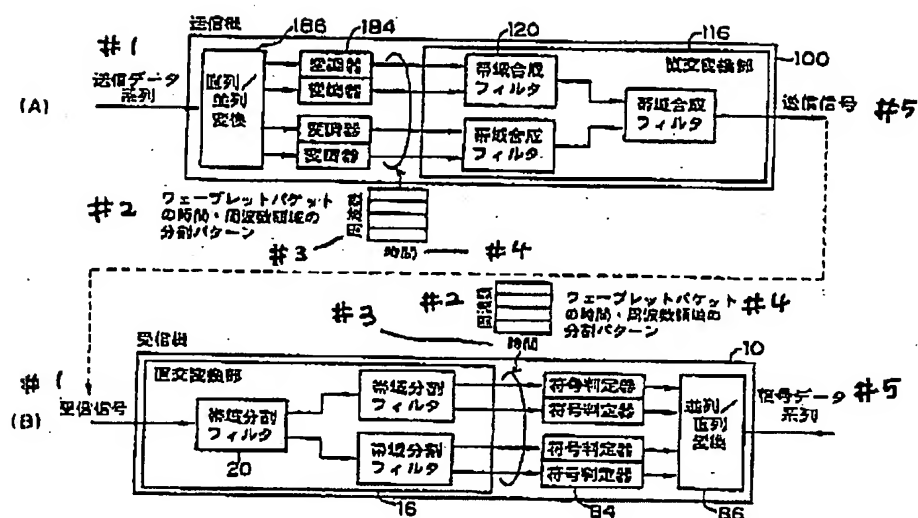 送信機
186
184
120
116
100
#1
送信データ
系列
(A)
直列/
並列
変換
変調器
変調器
変調器
変調器
帯域合成
フィルタ
帯域合成
フィルタ
直交変換部
帯域合成
フィルタ
送信信号
#5
#2
ウェーブレットパケット
の時間・周波数領域の
分割パターン
周波数
#3
時間
#4
#2
周波数
ウェーブレットパケット
の時間・周波数領域の
分割パターン
#4
#3
時間
受信機
10
#1
(B)
受信信号
直交変換部
帯域分割
フィルタ
20
帯域分割
フィルタ
帯域分割
フィルタ
16
符号判定器
符号判定器
符号判定器
符号判定器
84
並列/
直列
変換
86
信号データ
系列
#5